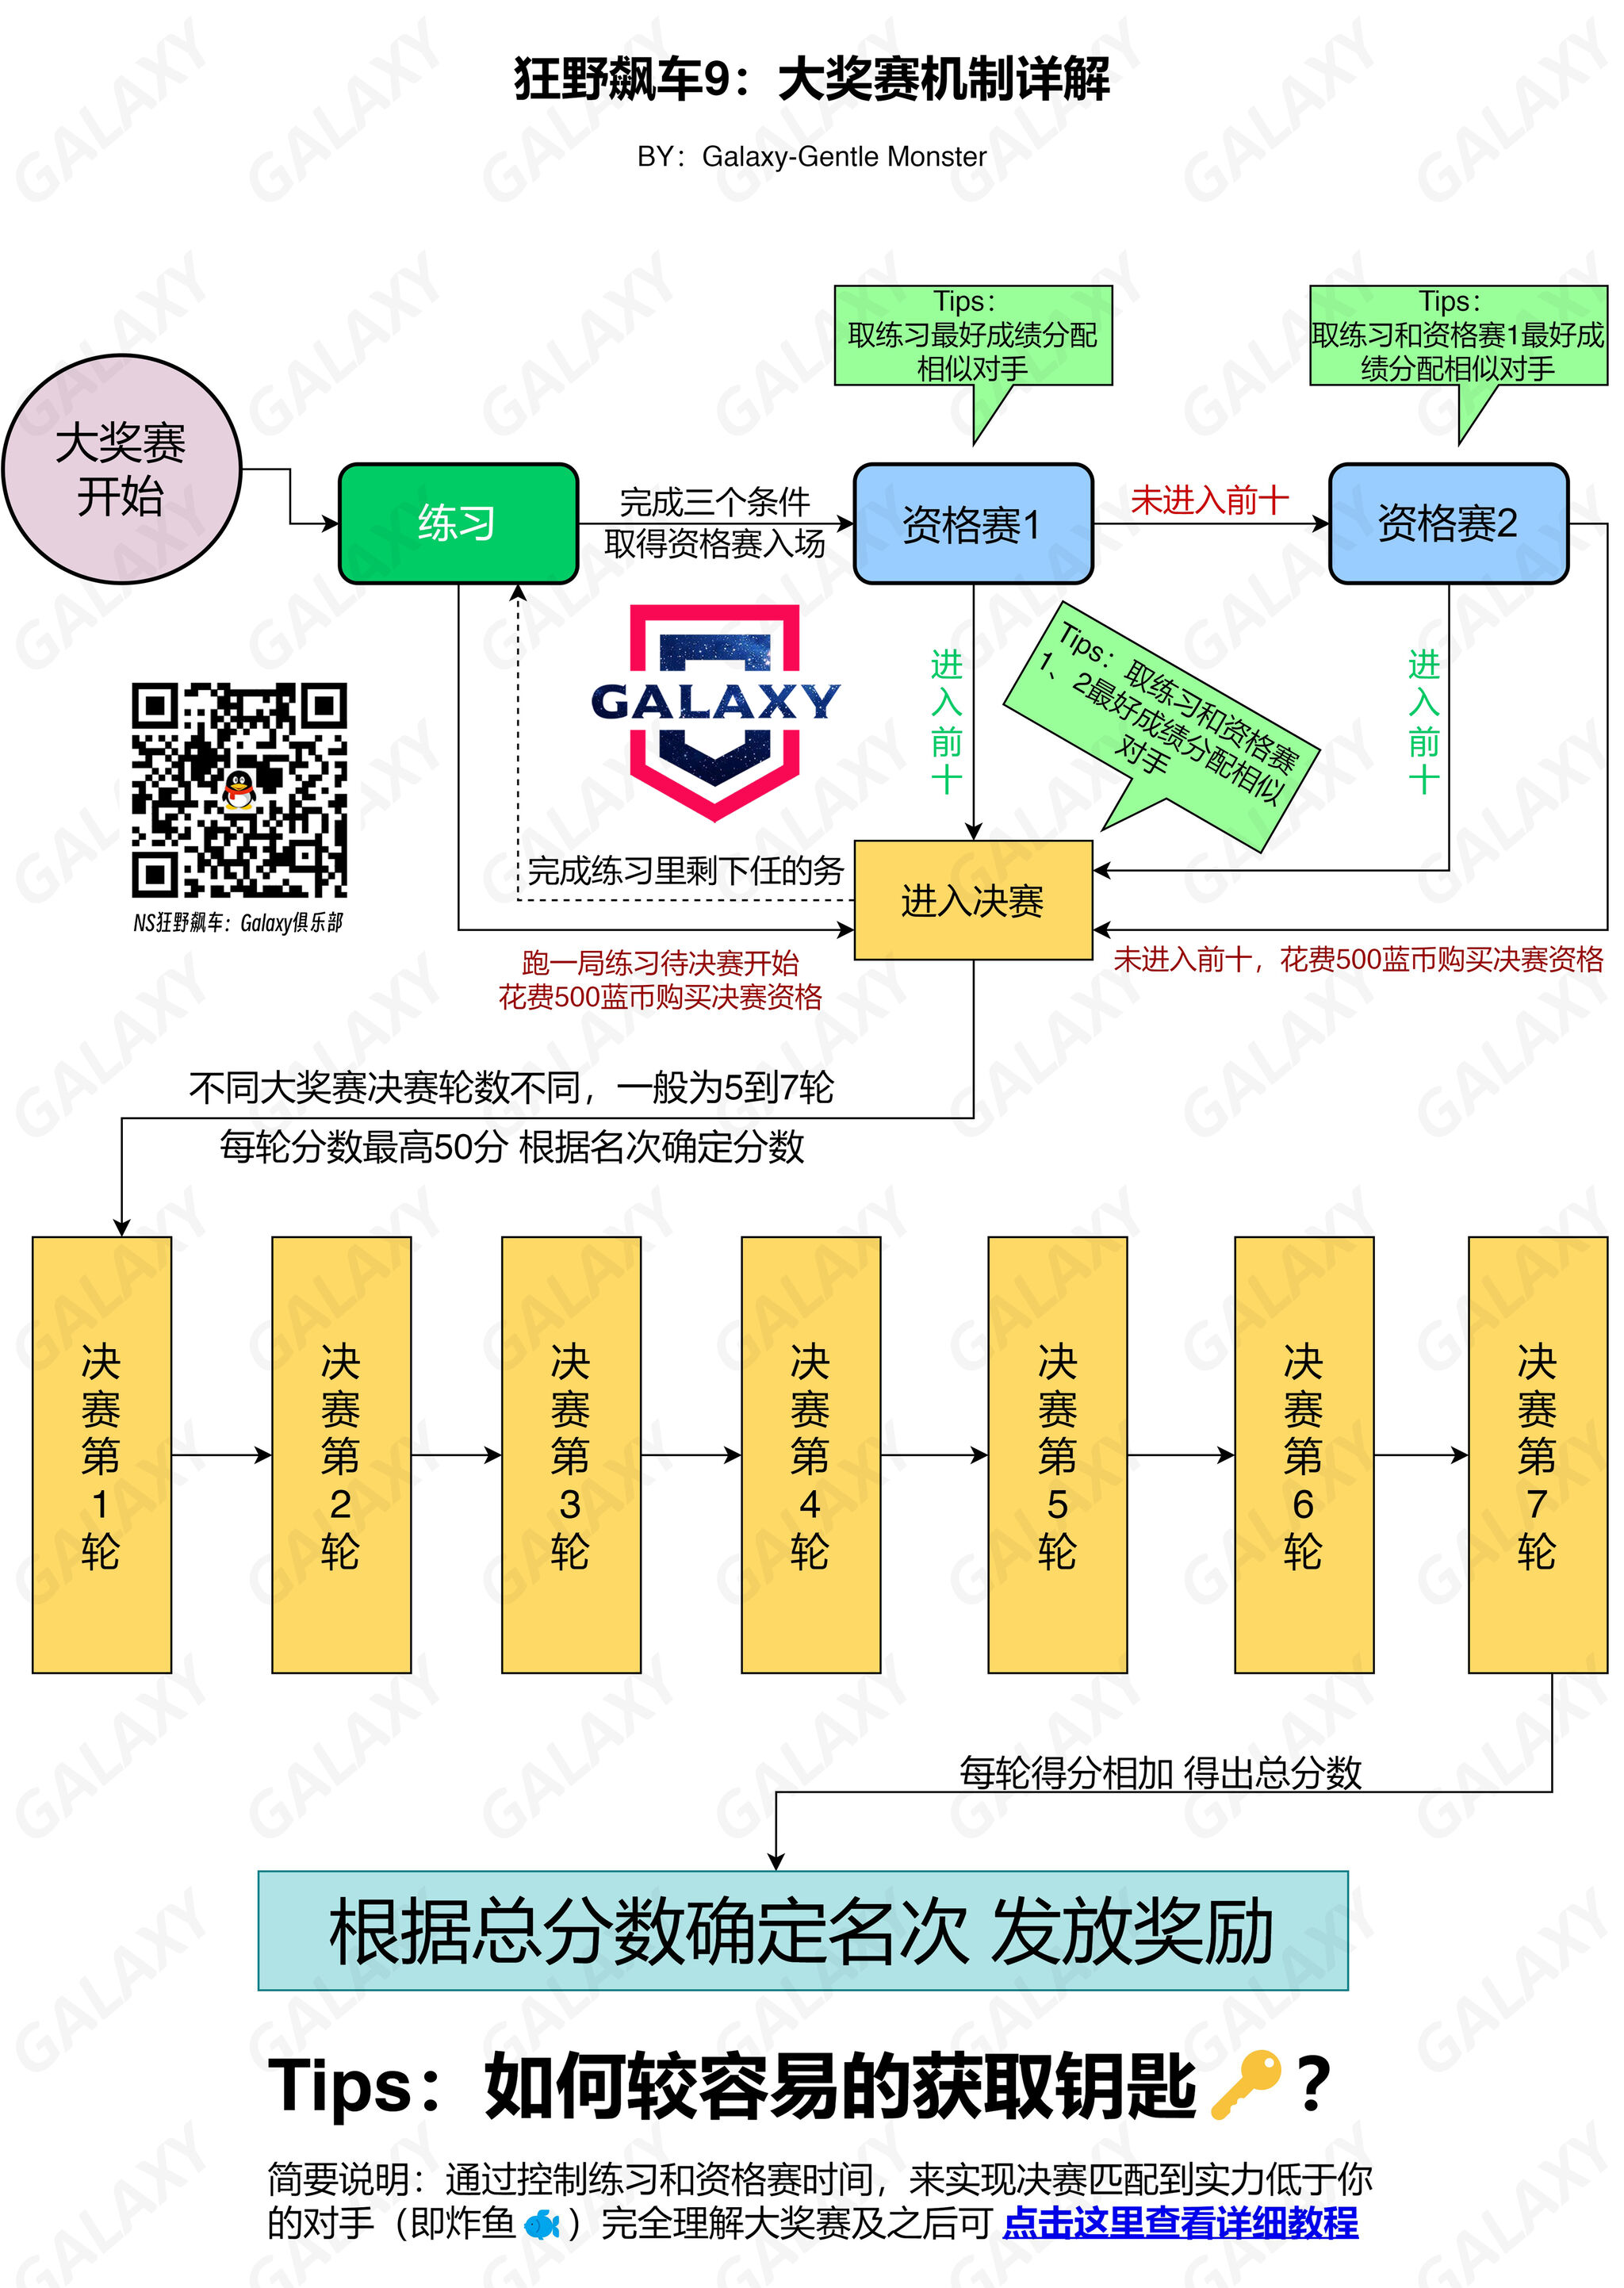 狂野飙车9：大奖赛机制详解
BY：Galaxy-Gentle Monster
Tips：
取练习最好成绩分配
相似对手
Tips：
取练习和资格赛1最好成
绩分配相似对手
大奖赛
开始
练习
完成三个条件
取得资格赛入场
资格赛1
未进入前十
资格赛2
GALAXY
进入前十
Tips：取练习和资格赛
1、2最好成绩分配相似
对手
进入前十
NS狂野飙车：Galaxy俱乐部
完成练习里剩下任的务
进入决赛
跑一局练习待决赛开始
花费500蓝币购买决赛资格
未进入前十，花费500蓝币购买决赛资格
不同大奖赛决赛轮数不同，一般为5到7轮
每轮分数最高50分 根据名次确定分数
决赛第1轮
决赛第2轮
决赛第3轮
决赛第4轮
决赛第5轮
决赛第6轮
决赛第7轮
每轮得分相加 得出总分数
根据总分数确定名次 发放奖励
Tips：如何较容易的获取钥匙🔑？
简要说明：通过控制练习和资格赛时间，来实现决赛匹配到实力低于你
的对手（即炸鱼🐟）完全理解大奖赛及之后可 点击这里查看详细教程